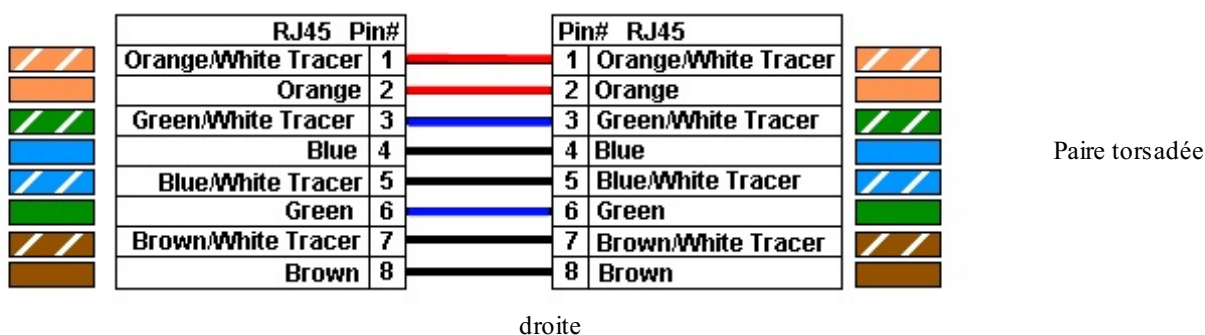 RJ45 Pin# Pin# RJ45
Orange/White Tracer 1 1 Orange/White Tracer
Orange 2 2 Orange
Green/White Tracer 3 3 Green/White Tracer
Blue 4 4 Blue
Blue/White Tracer 5 5 Blue/White Tracer
Green 6 6 Green
Brown/White Tracer 7 7 Brown/White Tracer
Brown 8 8 Brown
Paire torsadée
droite